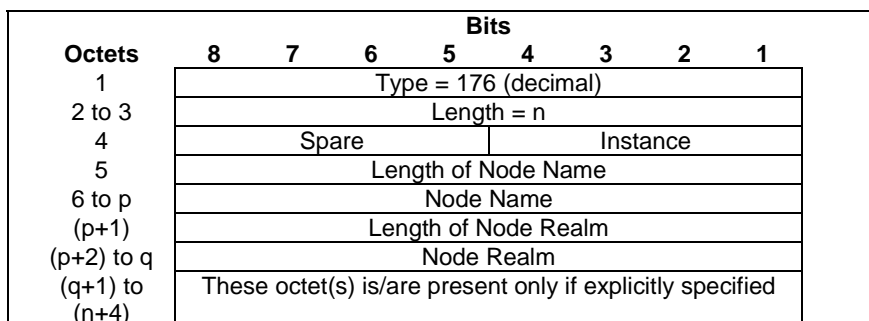 Bits
Octets 8 7 6 5 4 3 2 1
1 Type = 176 (decimal)
2 to 3 Length = n
4 Spare Instance
5 Length of Node Name
6 to p Node Name
(p+1) Length of Node Realm
(p+2) to q Node Realm
(q+1) to These octet(s) is/are present only if explicitly specified
(n+4)